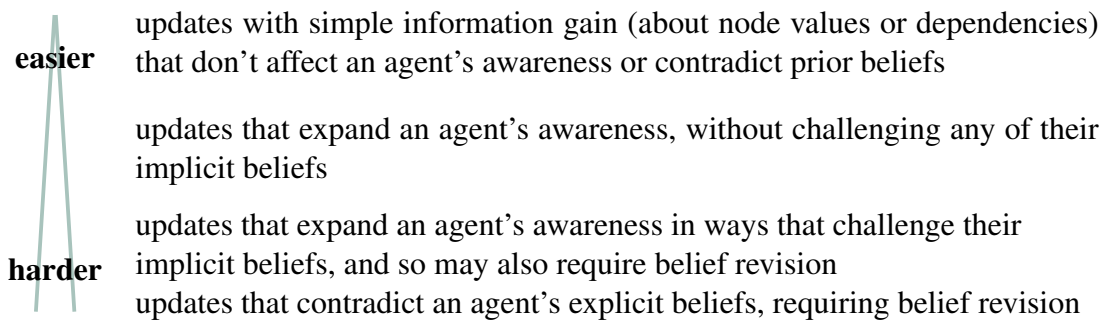 updates with simple information gain (about node values or dependencies)
easier that don't affect an agent's awareness or contradict prior beliefs
updates that expand an agent's awareness, without challenging any of their
implicit beliefs
updates that expand an agent's awareness in ways that challenge their
harder implicit beliefs, and so may also require belief revision
updates that contradict an agent's explicit beliefs, requiring belief revision